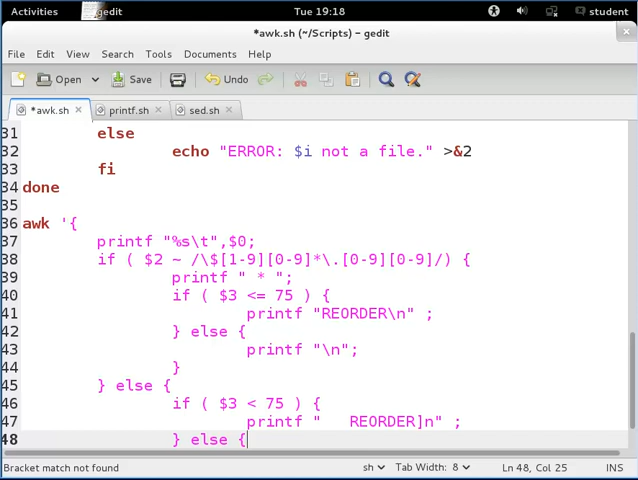 Activities gedit Tue 19:18 student
*awk.sh (~/Scripts) - gedit ×
File Edit View Search Tools Documents Help
Open Save Undo
*awk.sh × printf.sh × sed.sh ×
31 else
32 echo "ERROR: $i not a file." >&2
33 fi
34 done
35
36 awk '{
37 printf "%s\t",$0;
38 if ( $2 ~ /\$[1-9][0-9]*\.[0-9][0-9]/) {
39 printf " * ";
40 if ( $3 <= 75 ) {
41 printf "REORDER\n" ;
42 } else {
43 printf "\n";
44 }
45 } else {
46 if ( $3 < 75 ) {
47 printf "   REORDER]n" ;
48 } else {
Bracket match not found sh Tab Width: 8 Ln 48, Col 25 INS